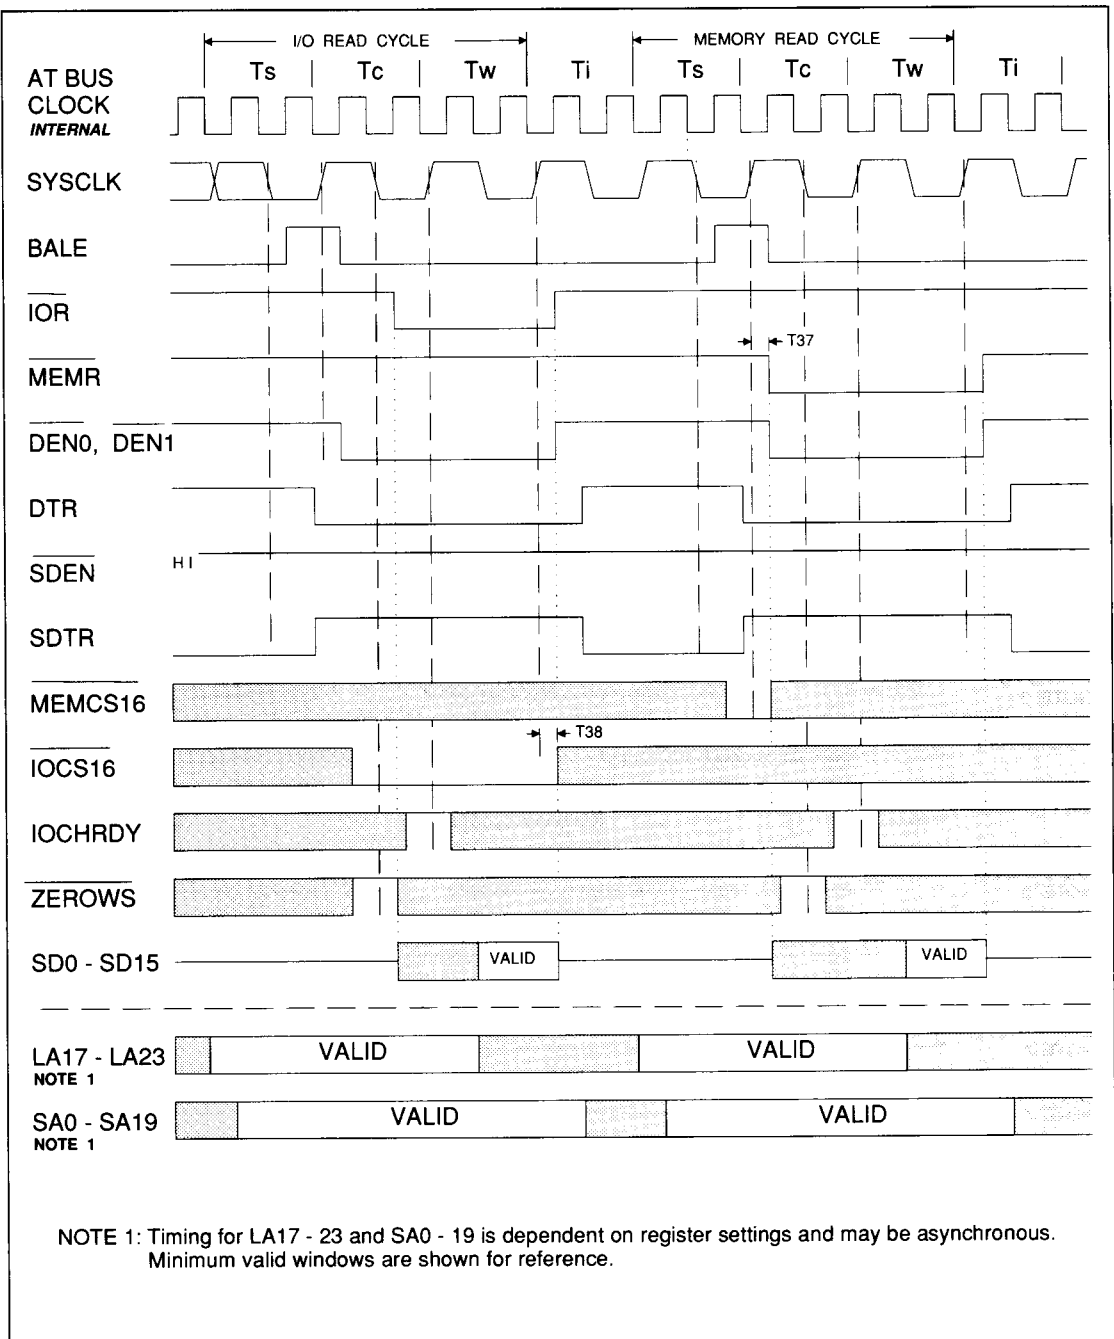 I/O READ CYCLE
MEMORY READ CYCLE
Ts Tc Tw Ti Ts Tc Tw Ti
AT BUS
CLOCK
INTERNAL
SYSCLK
BALE
IOR
T37
MEMR
DEN0, DEN1
DTR
HI
SDEN
SDTR
MEMCS16
T38
IOCS16
IOCHRDY
ZEROWS
SD0 - SD15 VALID VALID
LA17 - LA23 VALID VALID
NOTE 1
SA0 - SA19 VALID VALID
NOTE 1
NOTE 1: Timing for LA17 - 23 and SA0 - 19 is dependent on register settings and may be asynchronous.
Minimum valid windows are shown for reference.